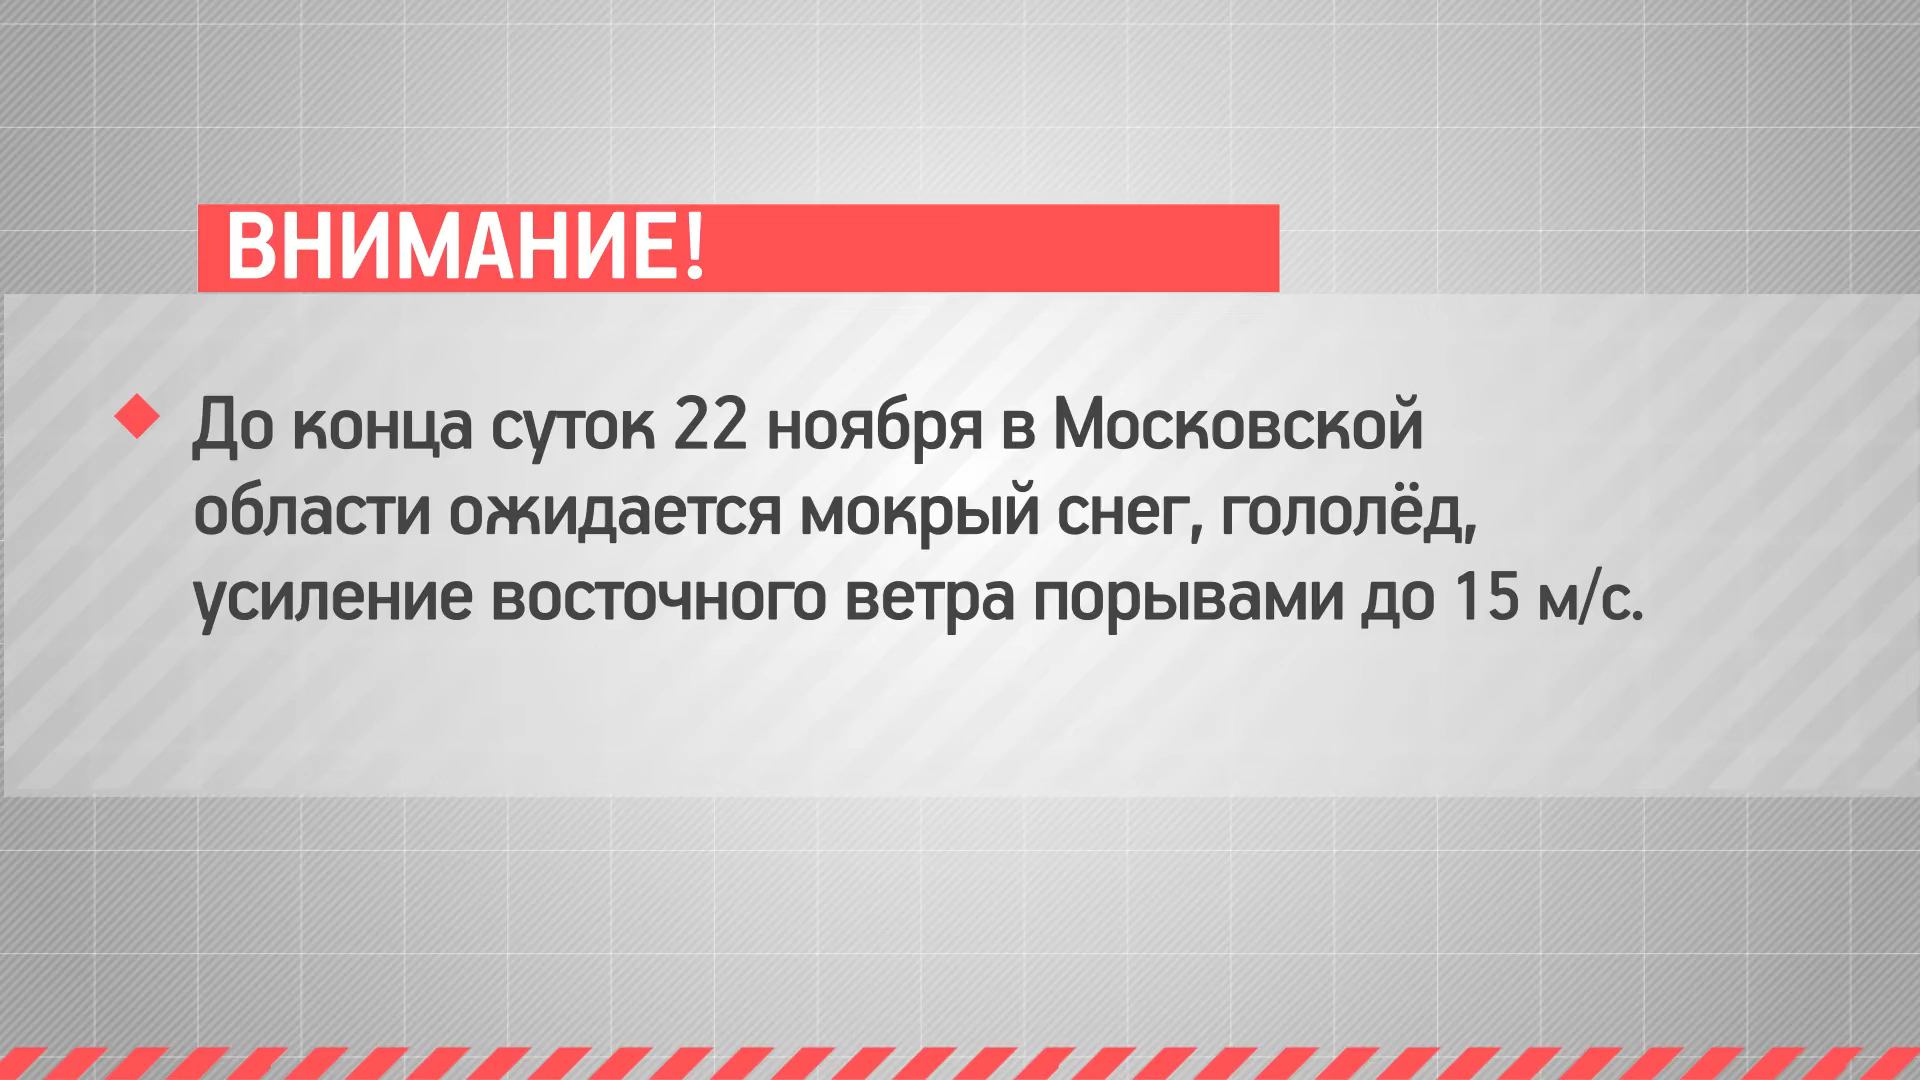 ВНИМАНИЕ!
До конца суток 22 ноября в Московской
области ожидается мокрый снег, гололёд,
усиление восточного ветра порывами до 15 м/с.